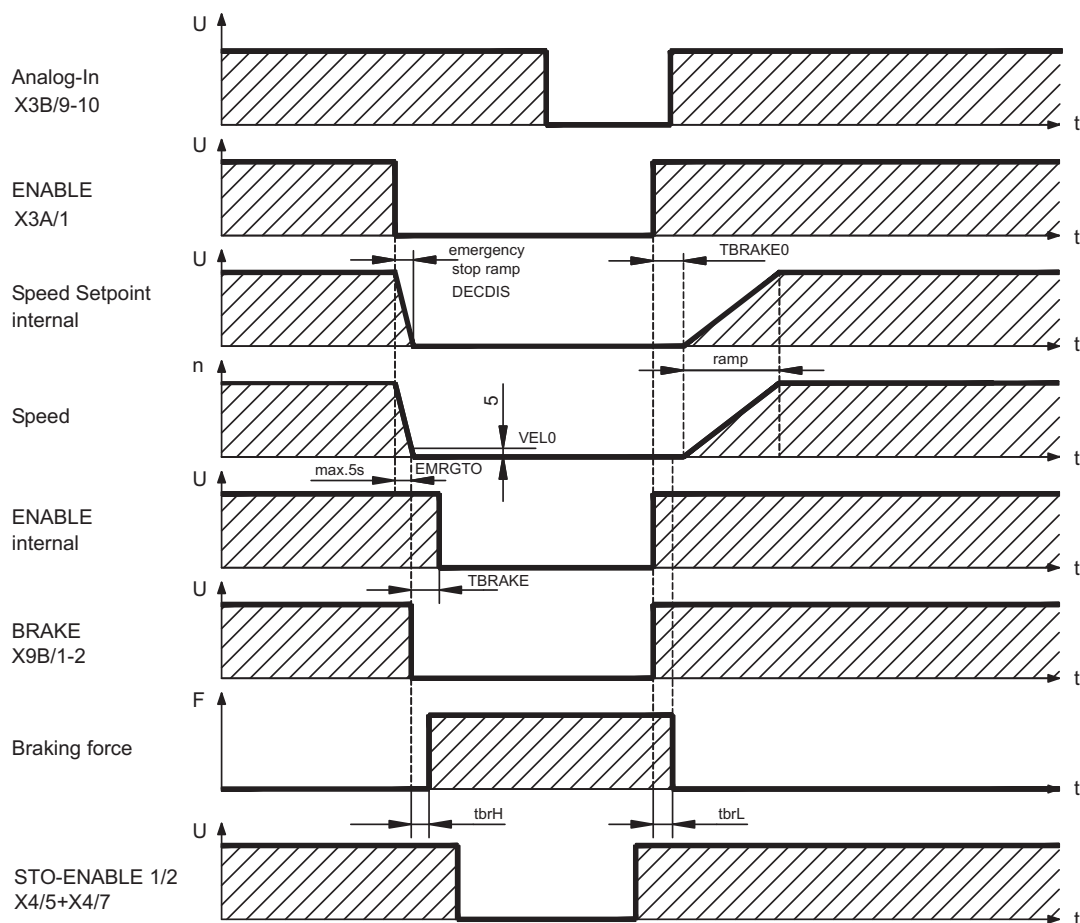 U
Analog-In
X3B/9-10
t
U
ENABLE
X3A/1
t
U
emergency
stop ramp
DECDIS
TBRAKE0
Speed Setpoint
internal
t
n
ramp
Speed
5
VEL0
t
U
max.5s
EMRGTO
ENABLE
internal
t
U
TBRAKE
BRAKE
X9B/1-2
t
F
Braking force
t
U
tbrH
tbrL
STO-ENABLE 1/2
X4/5+X4/7
t